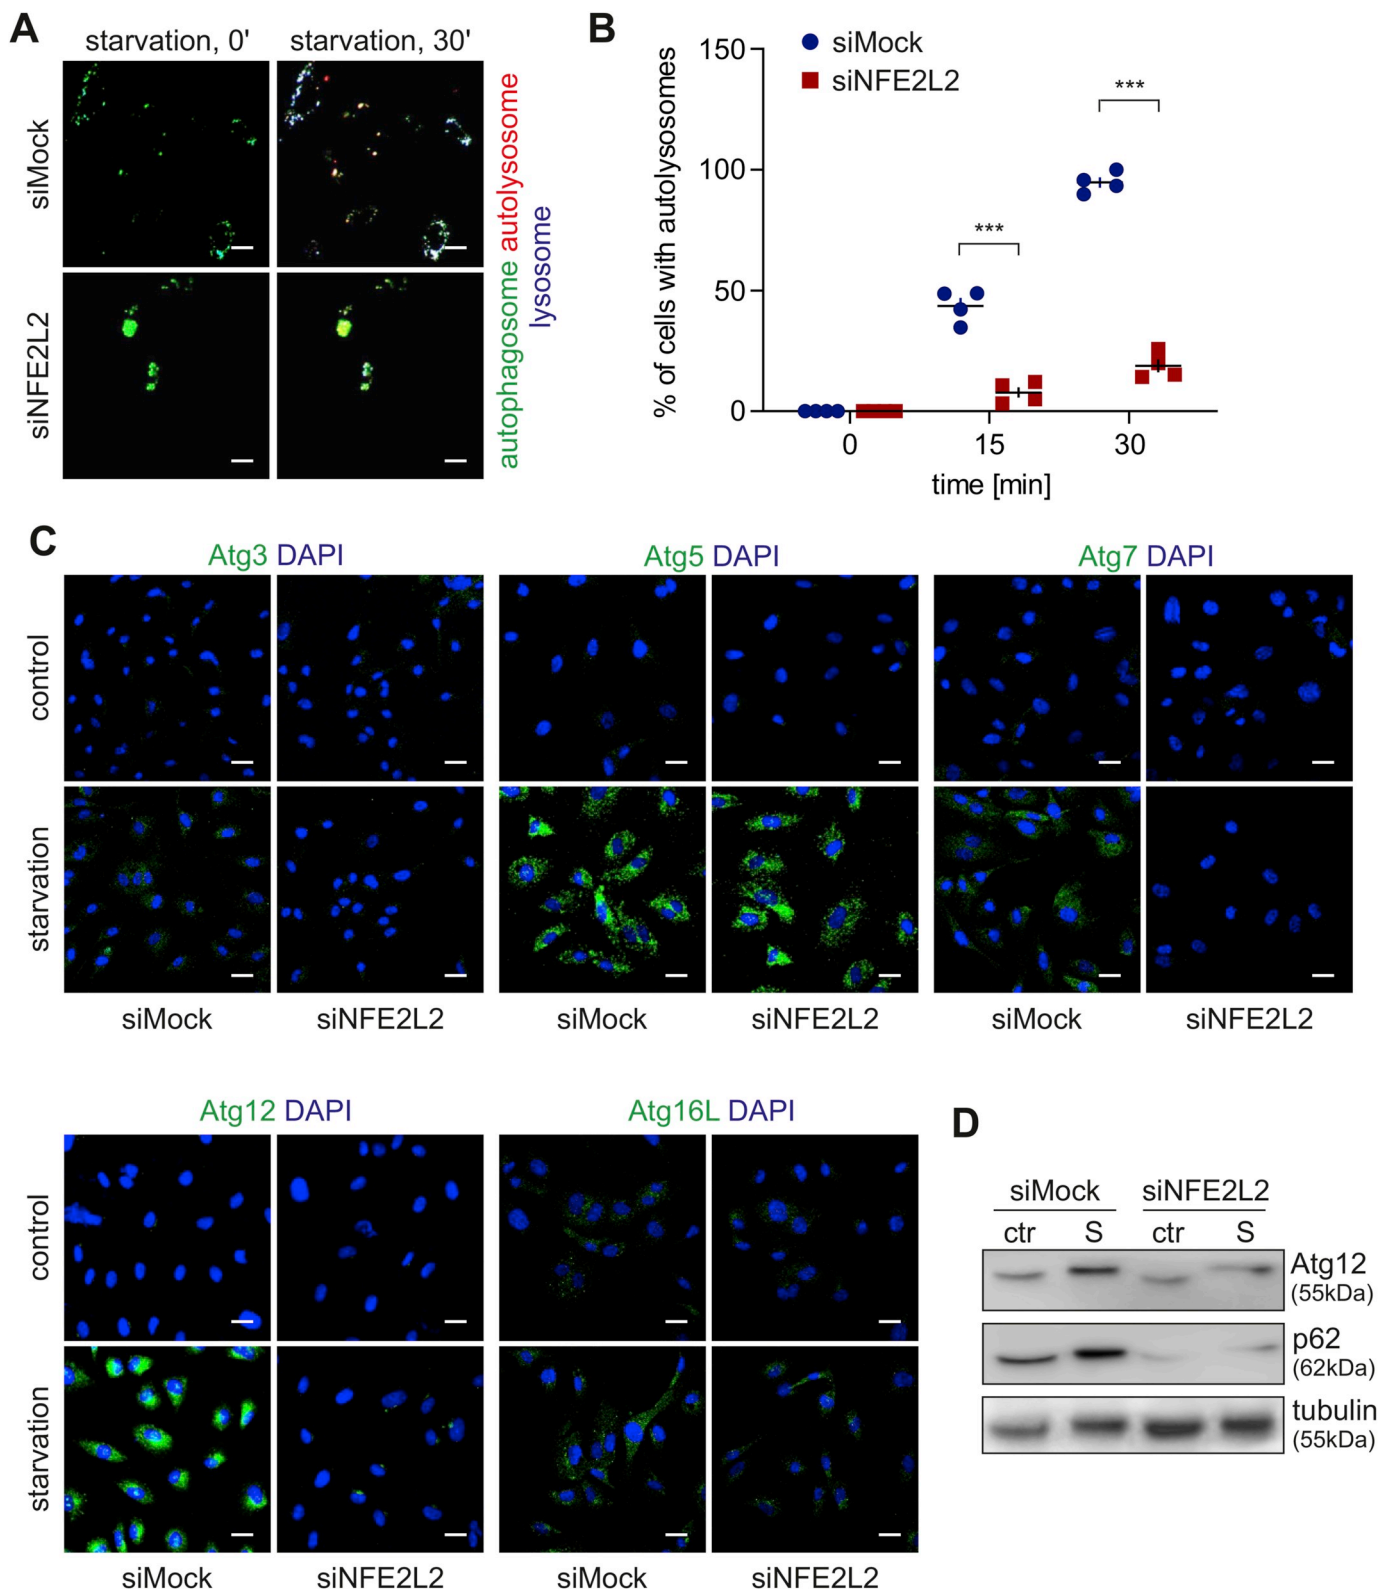 A
starvation, 0'
starvation, 30'
siMock
siNFE2L2
autophagosome autolysosome
lysosome
B
siMock
siNFE2L2
% of cells with autolysosomes
150
100
50
0
***
***
0
15
30
time [min]
C
Atg3 DAPI
Atg5 DAPI
Atg7 DAPI
control
starvation
siMock
siNFE2L2
siMock
siNFE2L2
siMock
siNFE2L2
Atg12 DAPI
Atg16L DAPI
control
starvation
siMock
siNFE2L2
siMock
siNFE2L2
D
siMock
siNFE2L2
ctr
S
ctr
S
Atg12
(55kDa)
p62
(62kDa)
tubulin
(55kDa)